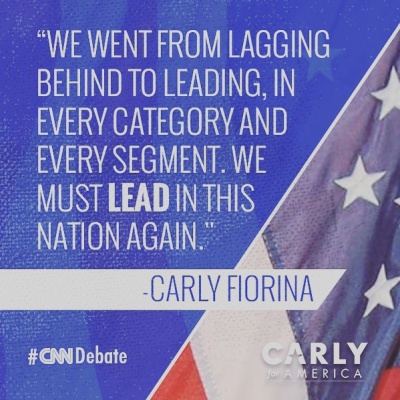 “WE WENT FROM LAGGING
BEHIND TO LEADING, IN
EVERY CATEGORY AND
EVERY SEGMENT. WE
MUST LEAD IN THIS
NATION AGAIN."
-CARLY FIORINA
#CNNDebate
CARLY
for AMERICA